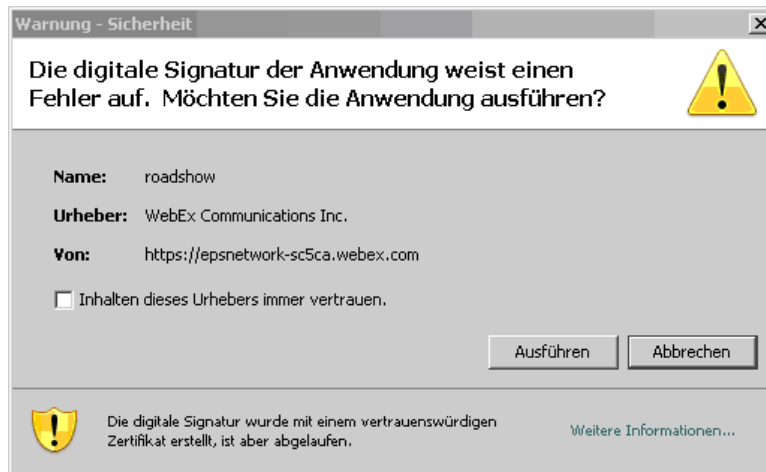 Warnung - Sicherheit
Die digitale Signatur der Anwendung weist einen
Fehler auf. Möchten Sie die Anwendung ausführen?
Name: roadshow
Urheber: WebEx Communications Inc.
Von: https://epsnetwork-sc5ca.webex.com
Inhalten dieses Urhebers immer vertrauen.
Ausführen Abbrechen
Die digitale Signatur wurde mit einem vertrauenswürdigen
Zertifikat erstellt, ist aber abgelaufen.
Weitere Informationen...